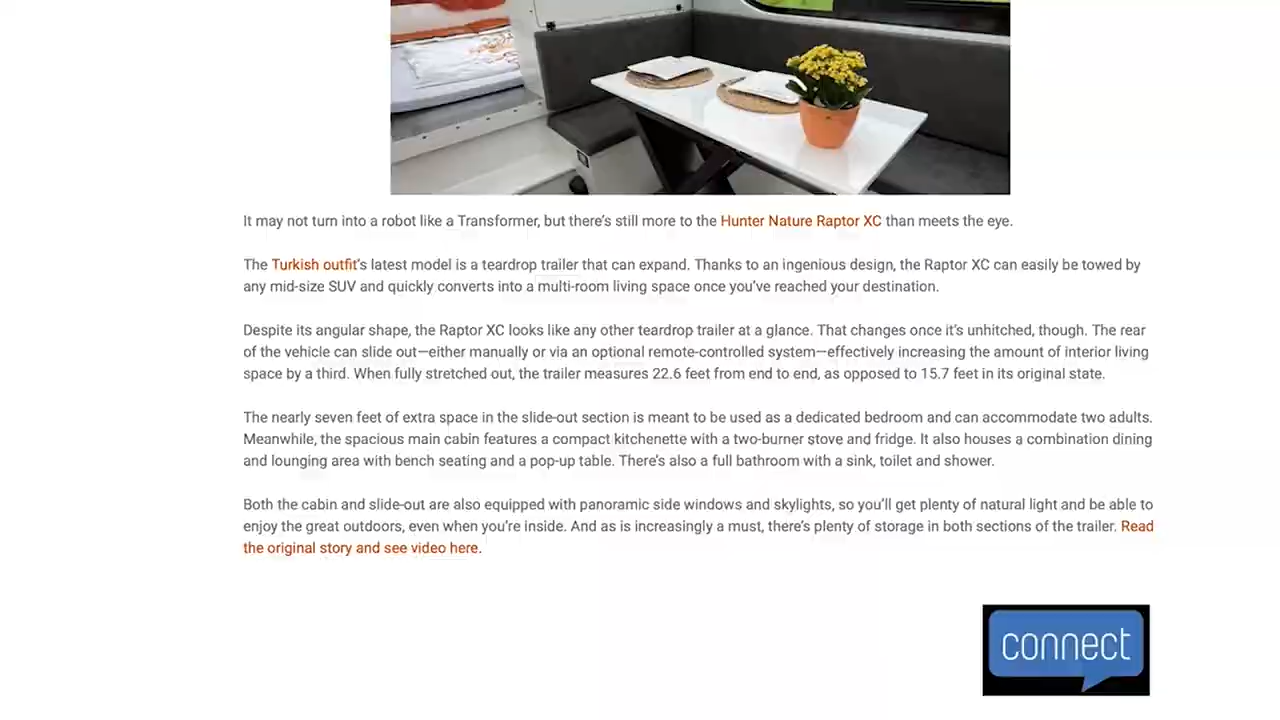 It may not turn into a robot like a Transformer, but there's still more to the Hunter Nature Raptor XC than meets the eye.
The Turkish outfit's latest model is a teardrop trailer that can expand. Thanks to an ingenious design, the Raptor XC can easily be towed by
any mid-size SUV and quickly converts into a multi-room living space once you've reached your destination.
Despite its angular shape, the Raptor XC looks like any other teardrop trailer at a glance. That changes once it's unhitched, though. The rear
of the vehicle can slide out—either manually or via an optional remote-controlled system—effectively increasing the amount of interior living
space by a third. When fully stretched out, the trailer measures 22.6 feet from end to end, as opposed to 15.7 feet in its original state.
The nearly seven feet of extra space in the slide-out section is meant to be used as a dedicated bedroom and can accommodate two adults.
Meanwhile, the spacious main cabin features a compact kitchenette with a two-burner stove and fridge. It also houses a combination dining
and lounging area with bench seating and a pop-up table. There's also a full bathroom with a sink, toilet and shower.
Both the cabin and slide-out are also equipped with panoramic side windows and skylights, so you'll get plenty of natural light and be able to
enjoy the great outdoors, even when you're inside. And as is increasingly a must, there's plenty of storage in both sections of the trailer. Read
the original story and see video here.
connect